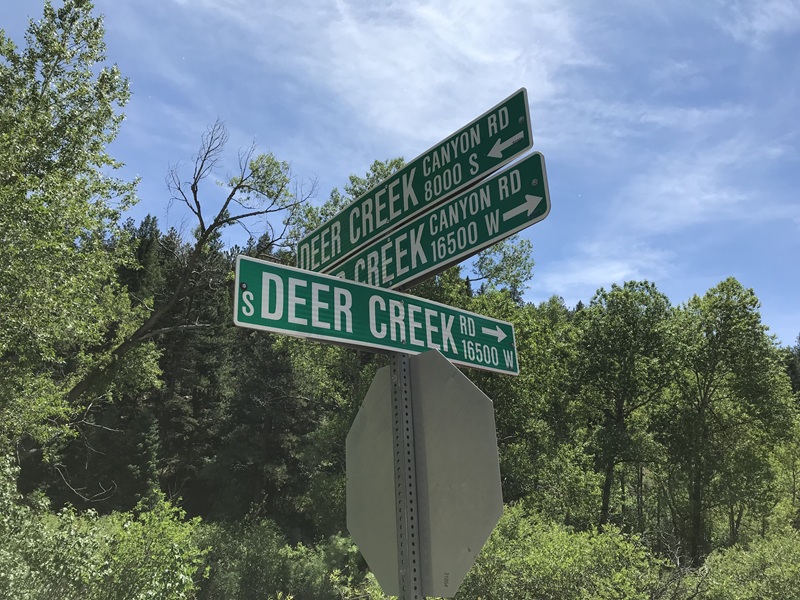 DEER CREEK CANYON RD
8000 S
CREEK CANYON RD
16500 W
S DEER CREEK RD
16500 W